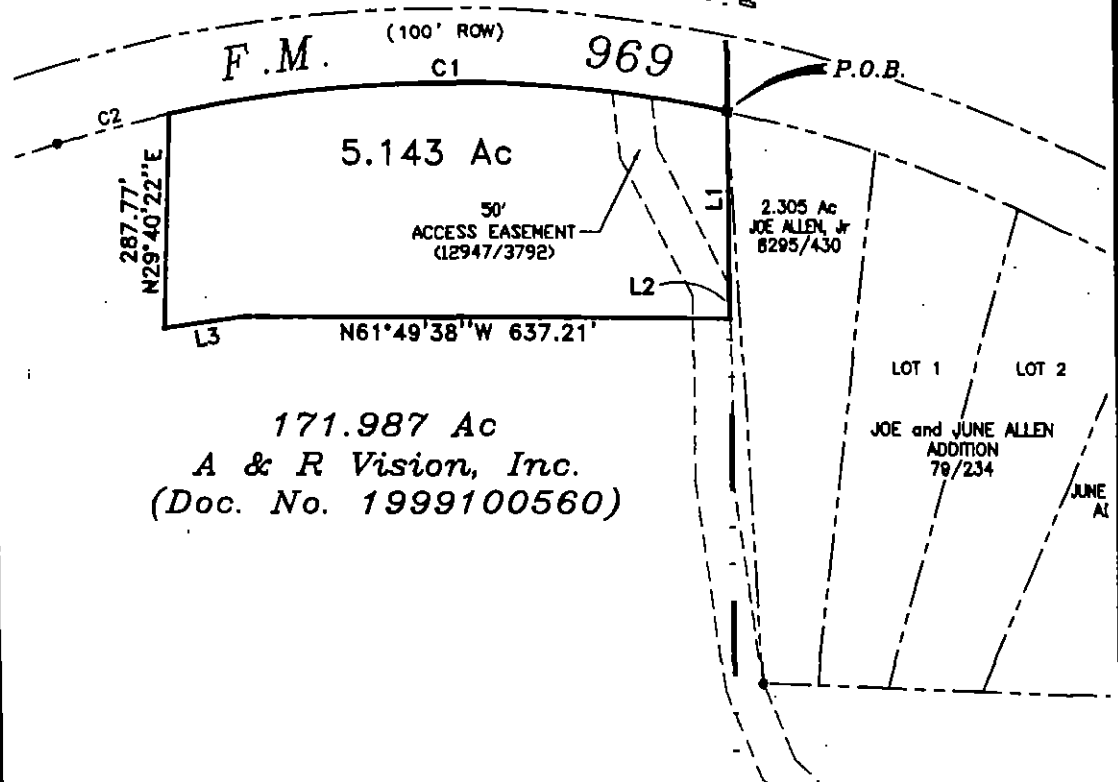 (100' ROW)
F.M. 969
C1
P.O.B.
C2
5.143 Ac
287.77'
N29°40'22"E
50'
ACCESS EASEMENT
(12947/3792)
L1
2.305 Ac
JOE ALLEN, Jr
8295/430
L2
L3
N61°49'38"W 637.21'
LOT 1
LOT 2
171.987 Ac
A & R Vision, Inc.
(Doc. No. 1999100560)
JOE and JUNE ALLEN
ADDITION
79/234
JUNE